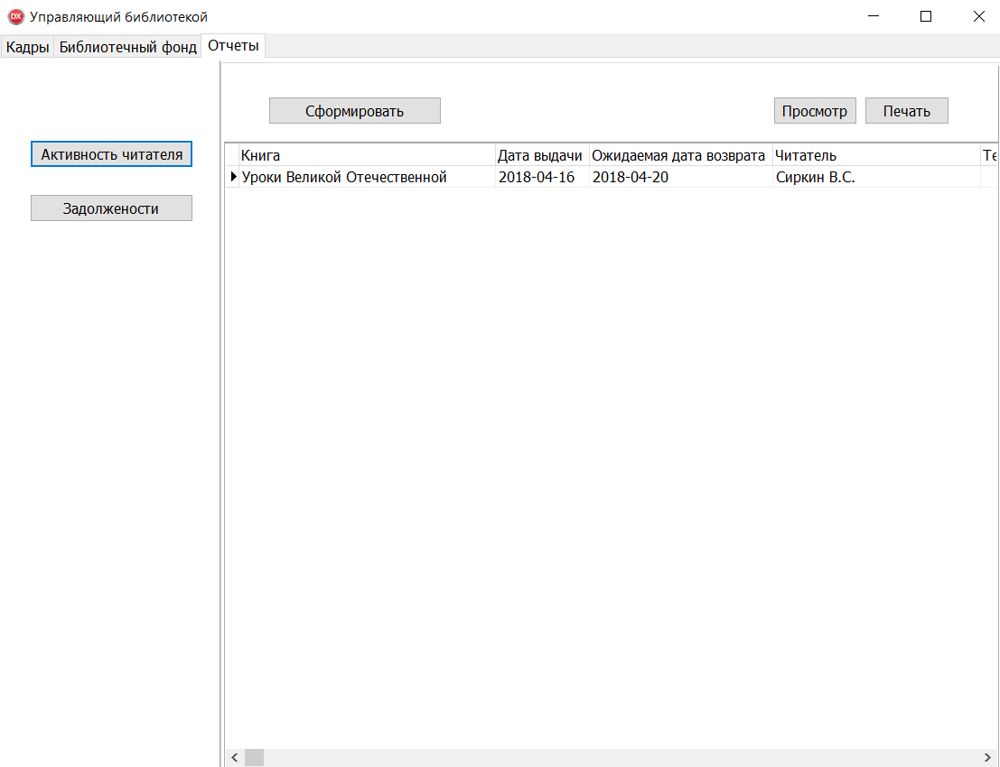 DX Управляющий библиотекой
Кадры Библиотечный фонд Отчеты
Сформировать Просмотр Печать
Активность читателя
Задолжености
Книга Дата выдачи Ожидаемая дата возврата Читатель Те
Уроки Великой Отечественной 2018-04-16 2018-04-20 Сиркин В.С.